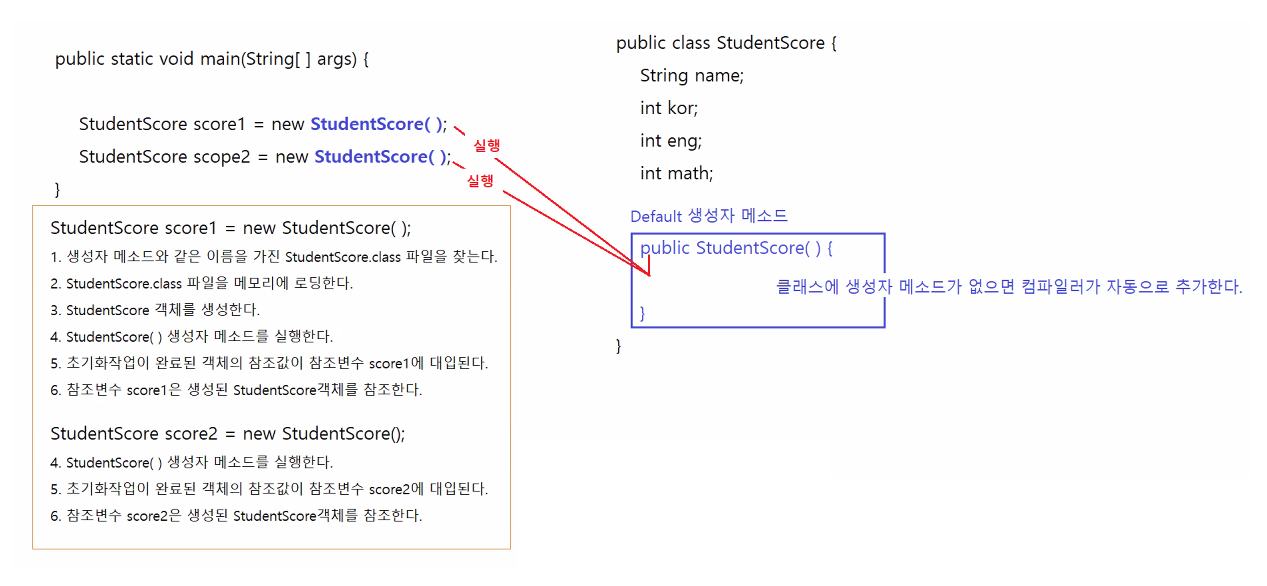 public static void main(String[ ] args) {
StudentScore score1 = new StudentScore( );
StudentScore scope2 = new StudentScore( );
}
실행
실행
StudentScore score1 = new StudentScore( );
1. 생성자 메소드와 같은 이름을 가진 StudentScore.class 파일을 찾는다.
2. StudentScore.class 파일을 메모리에 로딩한다.
3. StudentScore 객체를 생성한다.
4. StudentScore( ) 생성자 메소드를 실행한다.
5. 초기화작업이 완료된 객체의 참조값이 참조변수 score1에 대입된다.
6. 참조변수 score1은 생성된 StudentScore객체를 참조한다.
StudentScore score2 = new StudentScore();
4. StudentScore( ) 생성자 메소드를 실행한다.
5. 초기화작업이 완료된 객체의 참조값이 참조변수 score2에 대입된다.
6. 참조변수 score2은 생성된 StudentScore객체를 참조한다.
public class StudentScore {
String name;
int kor;
int eng;
int math;
Default 생성자 메소드
public StudentScore( ) {
클래스에 생성자 메소드가 없으면 컴파일러가 자동으로 추가한다.
}
}